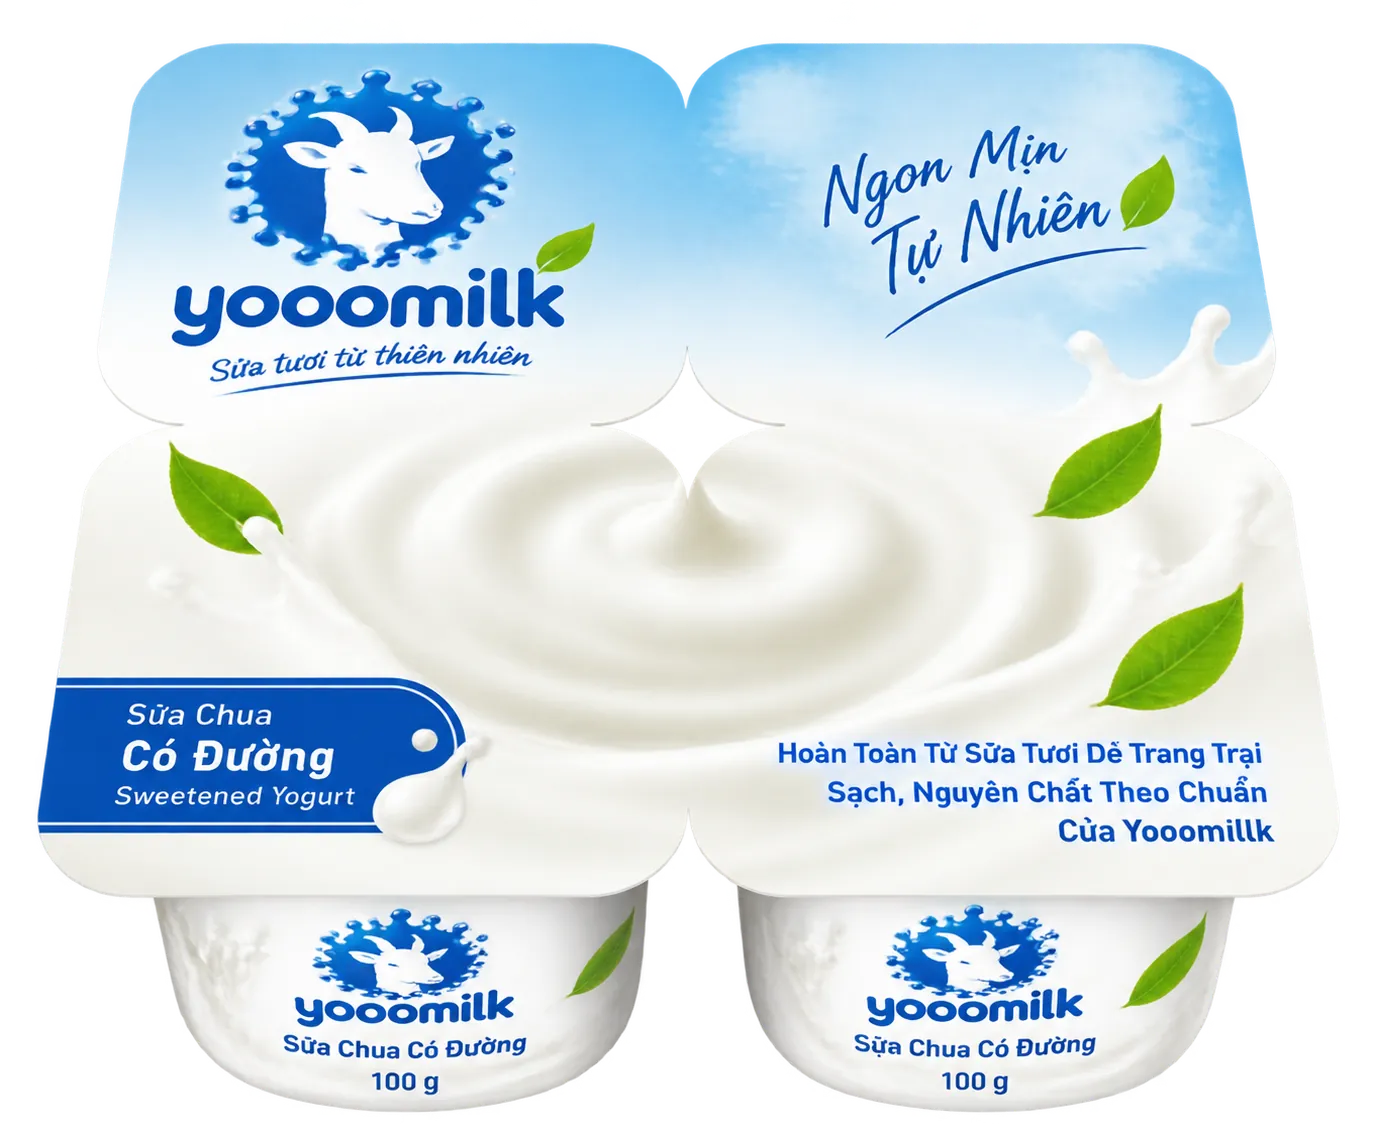 yooomilk
Sữa tươi từ thiên nhiên
Ngon Mịn
Tự Nhiên
Sữa Chua
Có Đường
Sweetened Yogurt
Hoàn Toàn Từ Sữa Tươi Dê Trang Trại
Sạch, Nguyên Chất Theo Chuẩn
Của Yooomillk
yooomilk
Sữa Chua Có Đường
100 g
yooomilk
Sữa Chua Có Đường
100 g